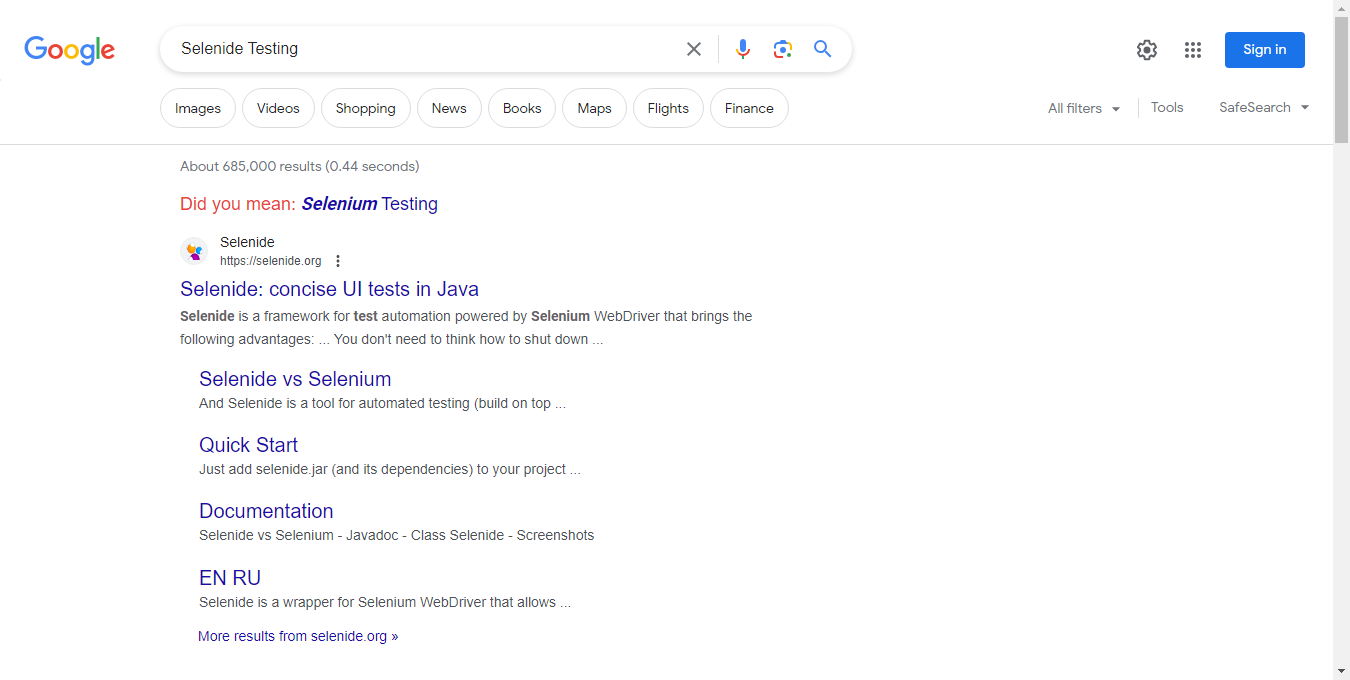 Google
Selenide Testing
Sign in
Images Videos Shopping News Books Maps Flights Finance All filters Tools SafeSearch
About 685,000 results (0.44 seconds)
Did you mean: Selenium Testing
Selenide
https://selenide.org
Selenide: concise UI tests in Java
Selenide is a framework for test automation powered by Selenium WebDriver that brings the
following advantages: ... You don't need to think how to shut down ...
Selenide vs Selenium
And Selenide is a tool for automated testing (build on top ...
Quick Start
Just add selenide.jar (and its dependencies) to your project ...
Documentation
Selenide vs Selenium - Javadoc - Class Selenide - Screenshots
EN RU
Selenide is a wrapper for Selenium WebDriver that allows ...
More results from selenide.org »